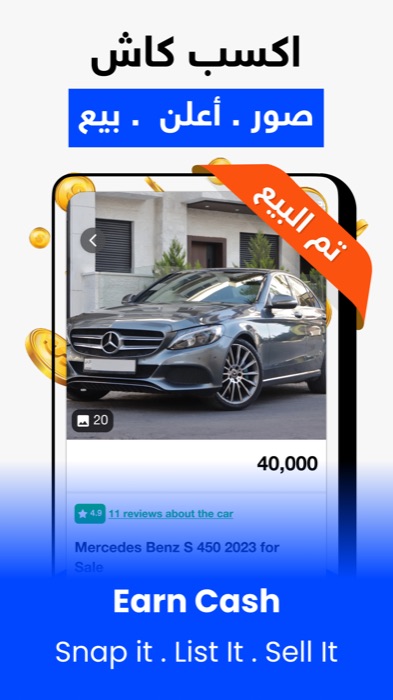 اكسب كاش
صور . أعلن . بيع
تم البيع
20
40,000
4.9 11 reviews about the car
Mercedes Benz S 450 2023 for
Sale
Earn Cash
Snap it . List It . Sell It